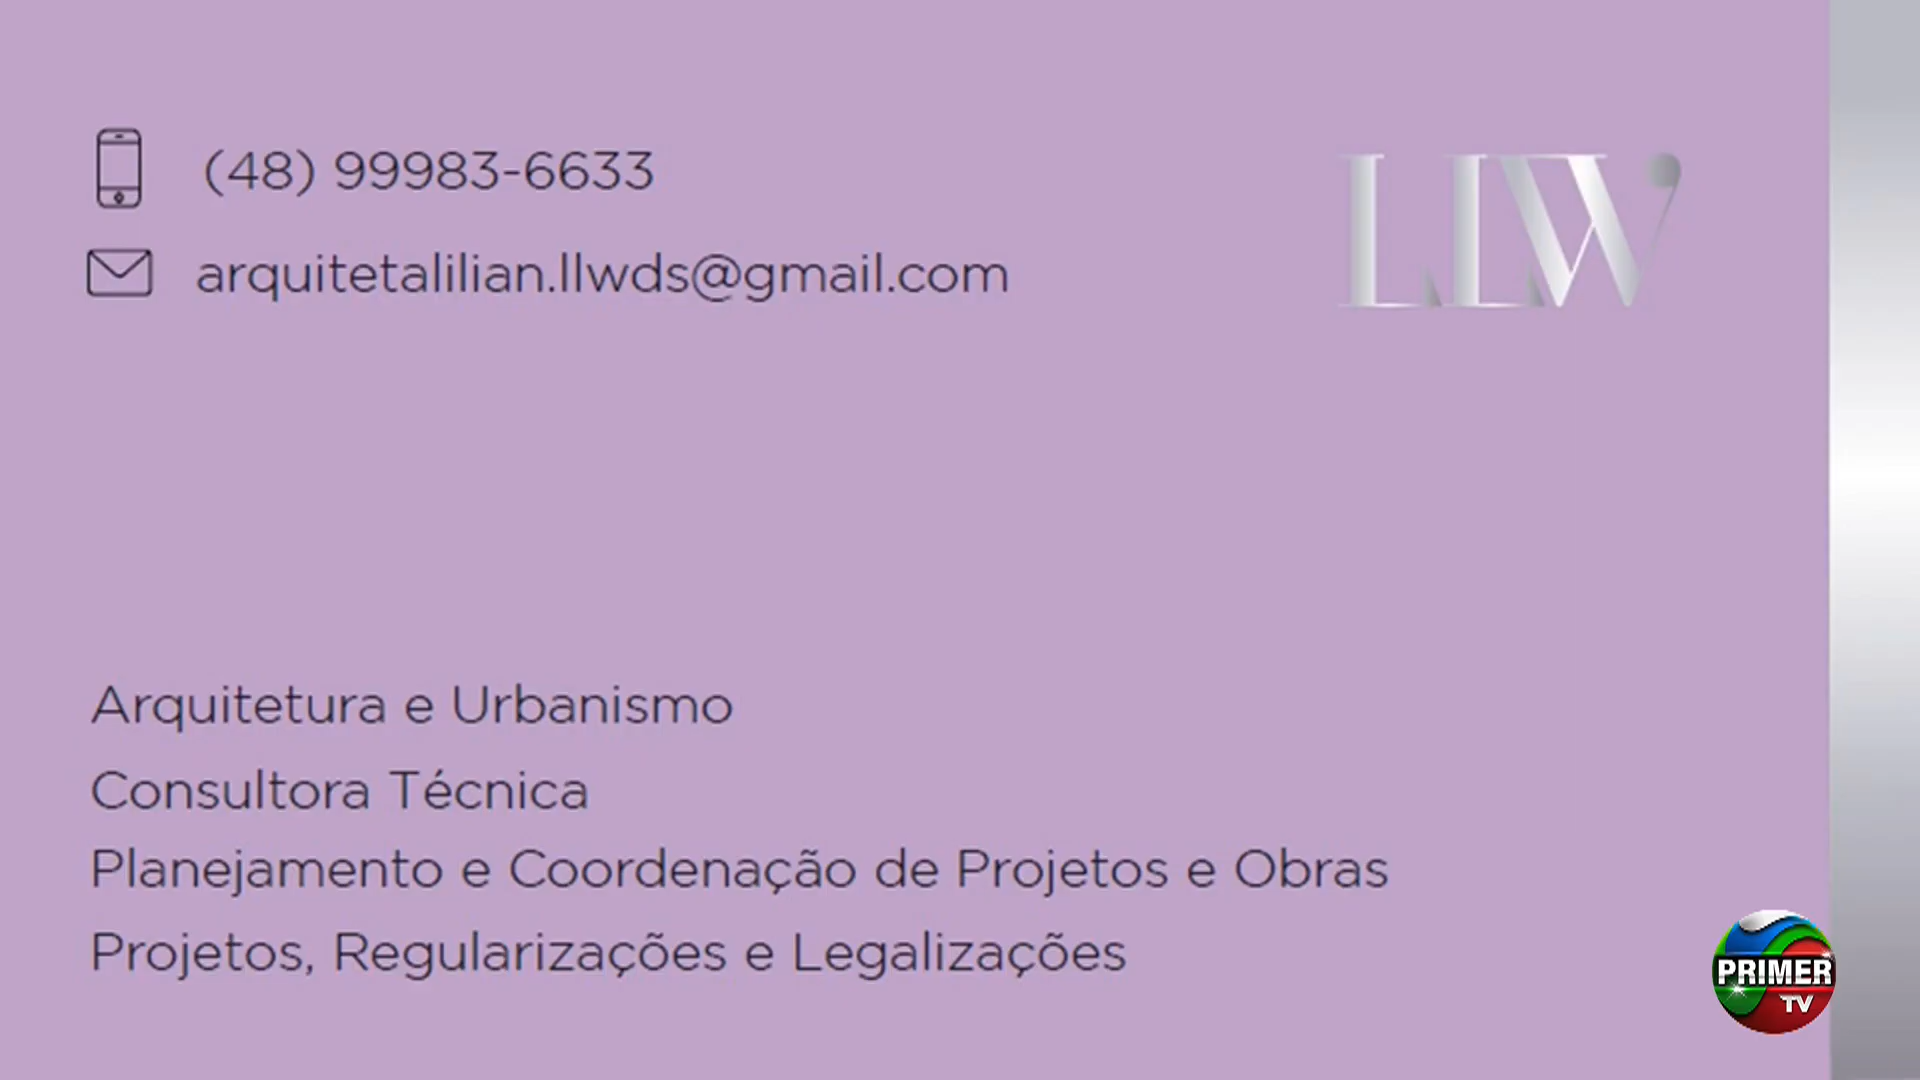 (48) 99983-6633
LLW
arquitetalilian.llwds@gmail.com
Arquitetura e Urbanismo
Consultora Técnica
Planejamento e Coordenação de Projetos e Obras
Projetos, Regularizações e Legalizações
PRIMER
TV